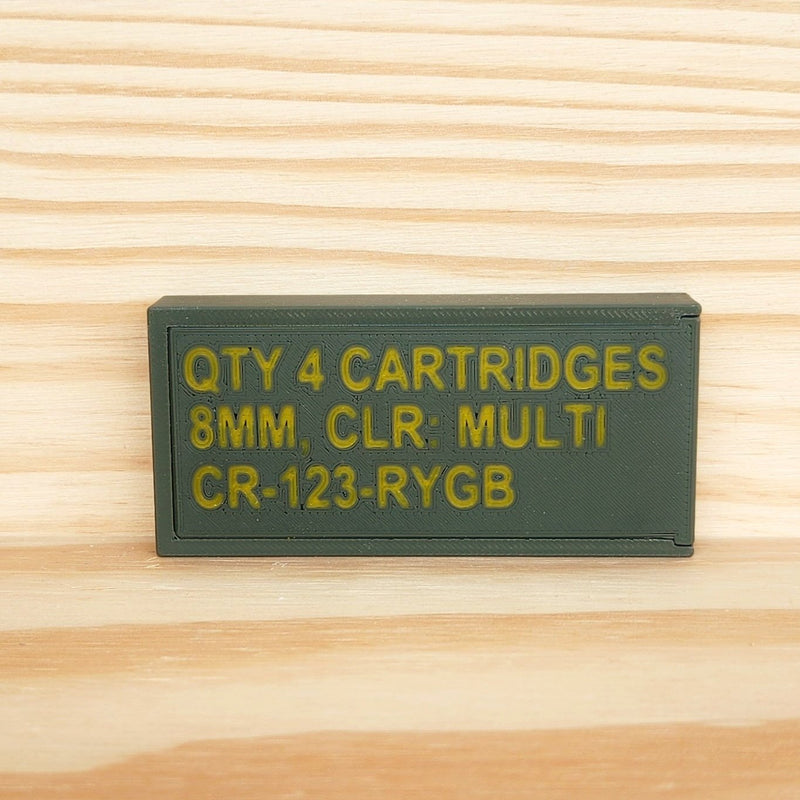 QTY 4 CARTRIDGES
8MM, CLR: MULTI
CR-123-RYGB